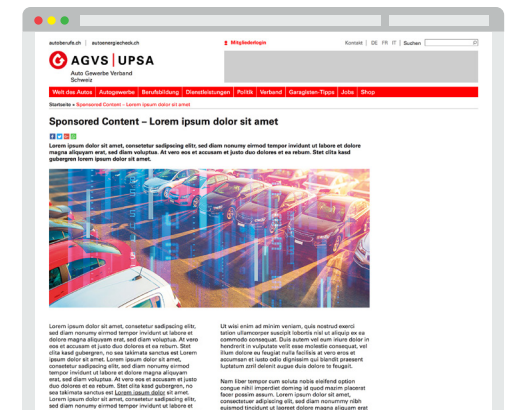 autoberufe.ch | autoenergiecheck.ch
Mitgliederlogin
Kontakt | DE FR IT | Suchen
AGVS | UPSA
Auto Gewerbe Verband
Schweiz
Welt des Autos | Autogewerbe | Berufsbildung | Dienstleistungen | Politik | Verband | Garagisten-Tipps | Jobs | Shop
Startseite » Sponsored Content – Lorem ipsum dolor sit amet
Sponsored Content – Lorem ipsum dolor sit amet
Lorem ipsum dolor sit amet, consetetur sadipscing elitr, sed diam nonumy eirmod tempor invidunt ut labore et dolore
magna aliquyam erat, sed diam voluptua. At vero eos et accusam et justo duo dolores et ea rebum. Stet clita kasd
gubergren lorem ipsum dolor sit amet.
Lorem ipsum dolor sit amet, consetetur sadipscing elitr,
sed diam nonumy eirmod tempor invidunt ut labore et
dolore magna aliquyam erat, sed diam voluptua. At vero
eos et accusam et justo duo dolores et ea rebum. Stet
clita kasd gubergren, no sea takimata sanctus est Lorem
ipsum dolor sit amet. Lorem ipsum dolor sit amet,
consetetur sadipscing elitr, sed diam nonumy eirmod
tempor invidunt ut labore et dolore magna aliquyam
erat, sed diam voluptua. At vero eos et accusam et justo
duo dolores et ea rebum. Stet clita kasd gubergren, no
sea takimata sanctus est Lorem ipsum dolor sit amet.
Lorem ipsum dolor sit amet, consetetur sadipscing elitr,
sed diam nonumy eirmod tempor invidunt ut labore et
Ut wisi enim ad minim veniam, quis nostrud exerci
tation ullamcorper suscipit lobortis nisl ut aliquip ex ea
commodo consequat. Duis autem vel eum iriure dolor in
hendrerit in vulputate velit esse molestie consequat, vel
illum dolore eu feugiat nulla facilisis at vero eros et
accumsan et iusto odio dignissim qui blandit praesent
luptatum zzril delenit augue duis dolore te feugait.
Nam liber tempor cum soluta nobis eleifend option
congue nihil imperdiet doming id quod mazim placerat
facer possim assum. Lorem ipsum dolor sit amet,
consectetuer adipiscing elit, sed diam nonummy nibh
euismod tincidunt ut laoreet dolore magna aliquam erat